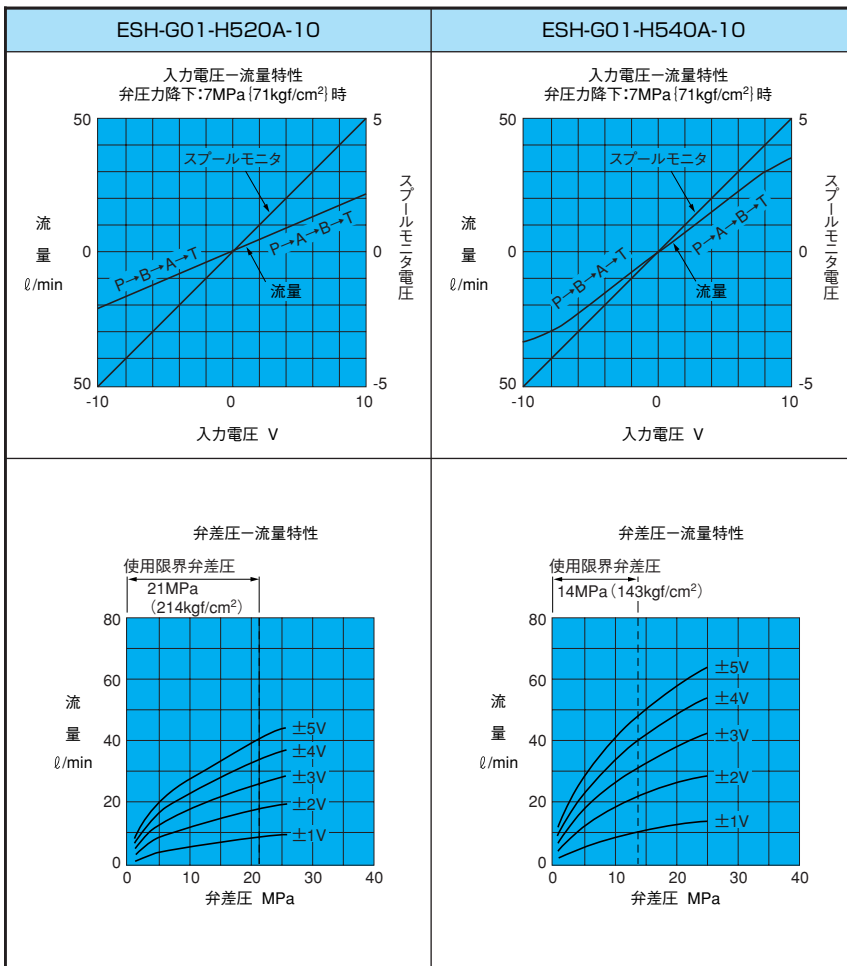 ESH-G01-H520A-10
ESH-G01-H540A-10
入力電圧－流量特性
弁圧力降下:7MPa{71kgf/cm²}時
50
5
スプールモニタ
流
量
ℓ/min
0
0
スプールモニタ電圧
P→B→A→T
P→A→B→T
流量
50
-5
-10
0
10
入力電圧 V
入力電圧－流量特性
弁圧力降下:7MPa{71kgf/cm²}時
50
5
スプールモニタ
流
量
ℓ/min
0
0
スプールモニタ電圧
P→B→A→T
P→A→B→T
流量
50
-5
-10
0
10
入力電圧 V
弁差圧－流量特性
使用限界弁差圧
21MPa
(214kgf/cm²)
80
60
流
量
ℓ/min
40
20
0
±5V
±4V
±3V
±2V
±1V
0
10
20
30
40
弁差圧 MPa
弁差圧－流量特性
使用限界弁差圧
14MPa(143kgf/cm²)
80
60
流
量
ℓ/min
40
20
0
±5V
±4V
±3V
±2V
±1V
0
10
20
30
40
弁差圧 MPa